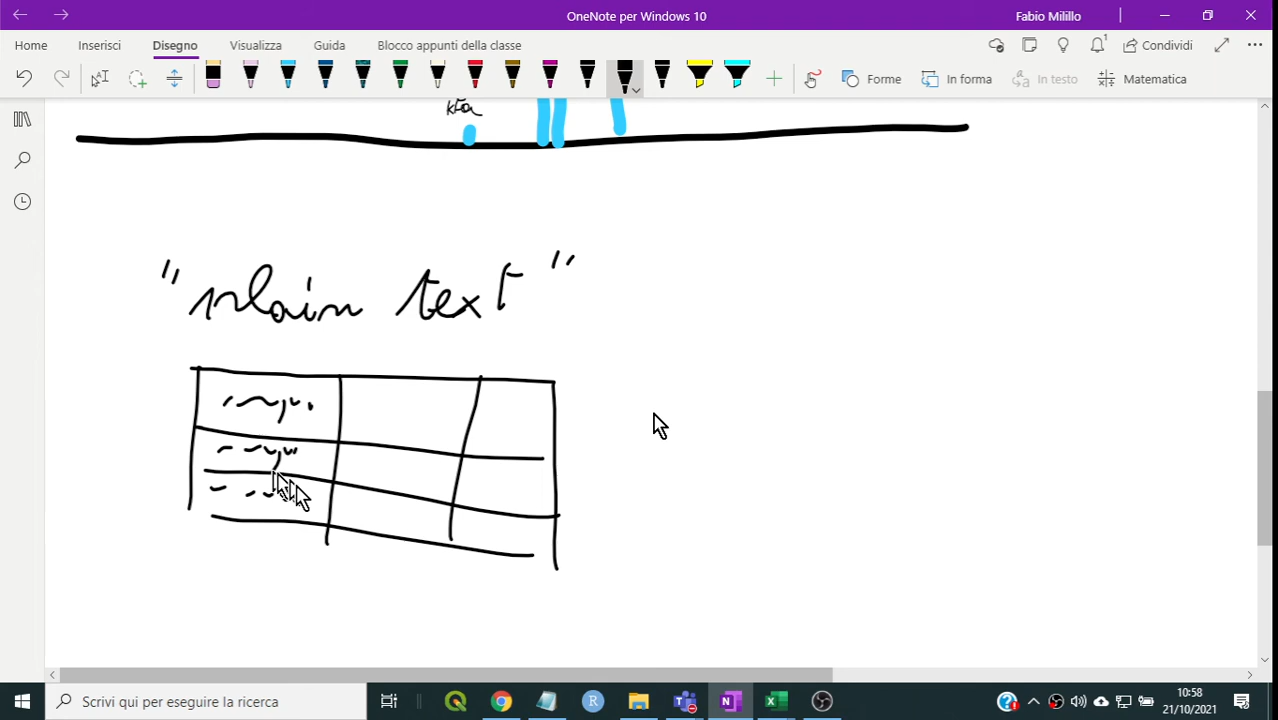 OneNote per Windows 10
Fabio Milillo
Home Inserisci Disegno Visualizza Guida Blocco appunti della classe
Condividi
Forme In forma In testo Matematica
"plain text"
Scrivi qui per eseguire la ricerca
10:58
21/10/2021